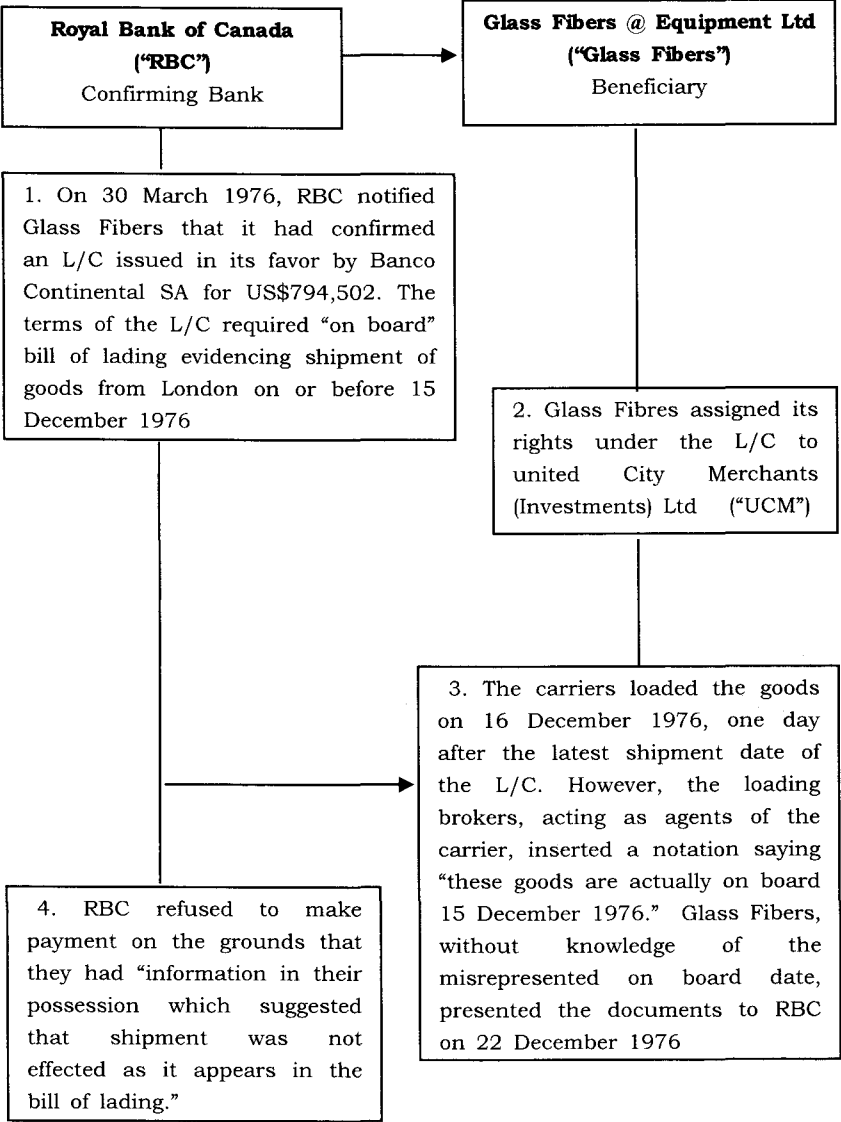 Royal Bank of Canada
(“RBC”)
Confirming Bank
Glass Fibers @ Equipment Ltd
(“Glass Fibers”)
Beneficiary
1. On 30 March 1976, RBC notified
Glass Fibers that it had confirmed
an L/C issued in its favor by Banco
Continental SA for US$794,502. The
terms of the L/C required “on board”
bill of lading evidencing shipment of
goods from London on or before 15
December 1976
2. Glass Fibres assigned its
rights under the L/C to
united City Merchants
(Investments) Ltd (“UCM”)
3. The carriers loaded the goods
on 16 December 1976, one day
after the latest shipment date of
the L/C. However, the loading
brokers, acting as agents of the
carrier, inserted a notation saying
“these goods are actually on board
15 December 1976.” Glass Fibers,
without knowledge of the
misrepresented on board date,
presented the documents to RBC
on 22 December 1976
4. RBC refused to make
payment on the grounds that
they had “information in their
possession which suggested
that shipment was not
effected as it appears in the
bill of lading.”